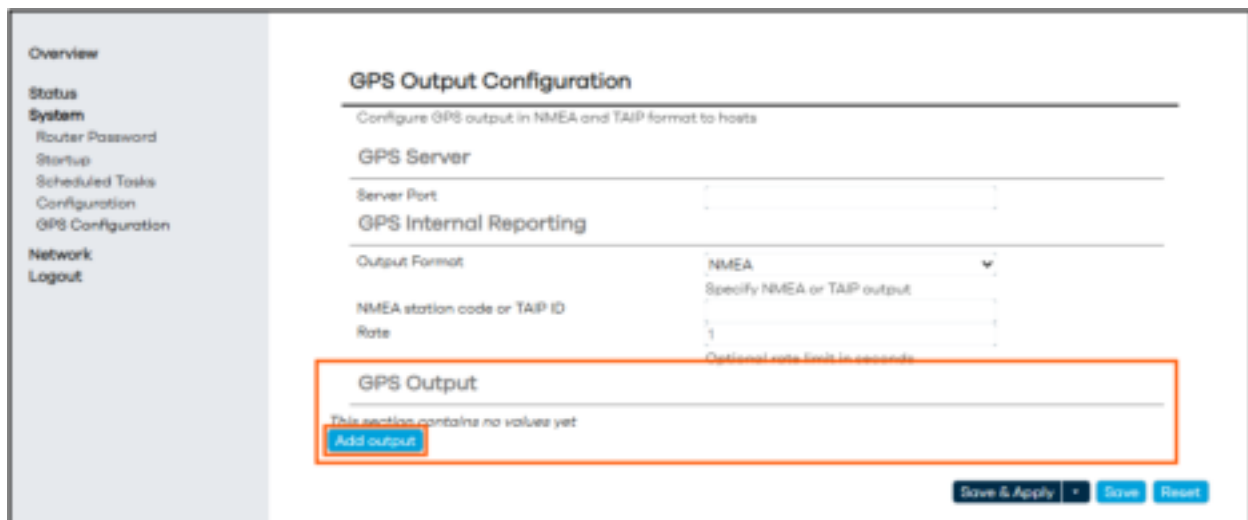 Overview
Status
System
Router Password
Startup
Scheduled Tasks
Configuration
GPS Configuration
Network
Logout
GPS Output Configuration
Configure GPS output in NMEA and TAIP format to hosts
GPS Server
Server Port
GPS Internal Reporting
Output Format
NMEA
Specify NMEA or TAIP output
NMEA station code or TAIP ID
Rate
1
Optional rate limit in seconds
GPS Output
This section contains no values yet
Add output
Save & Apply
Save
Reset